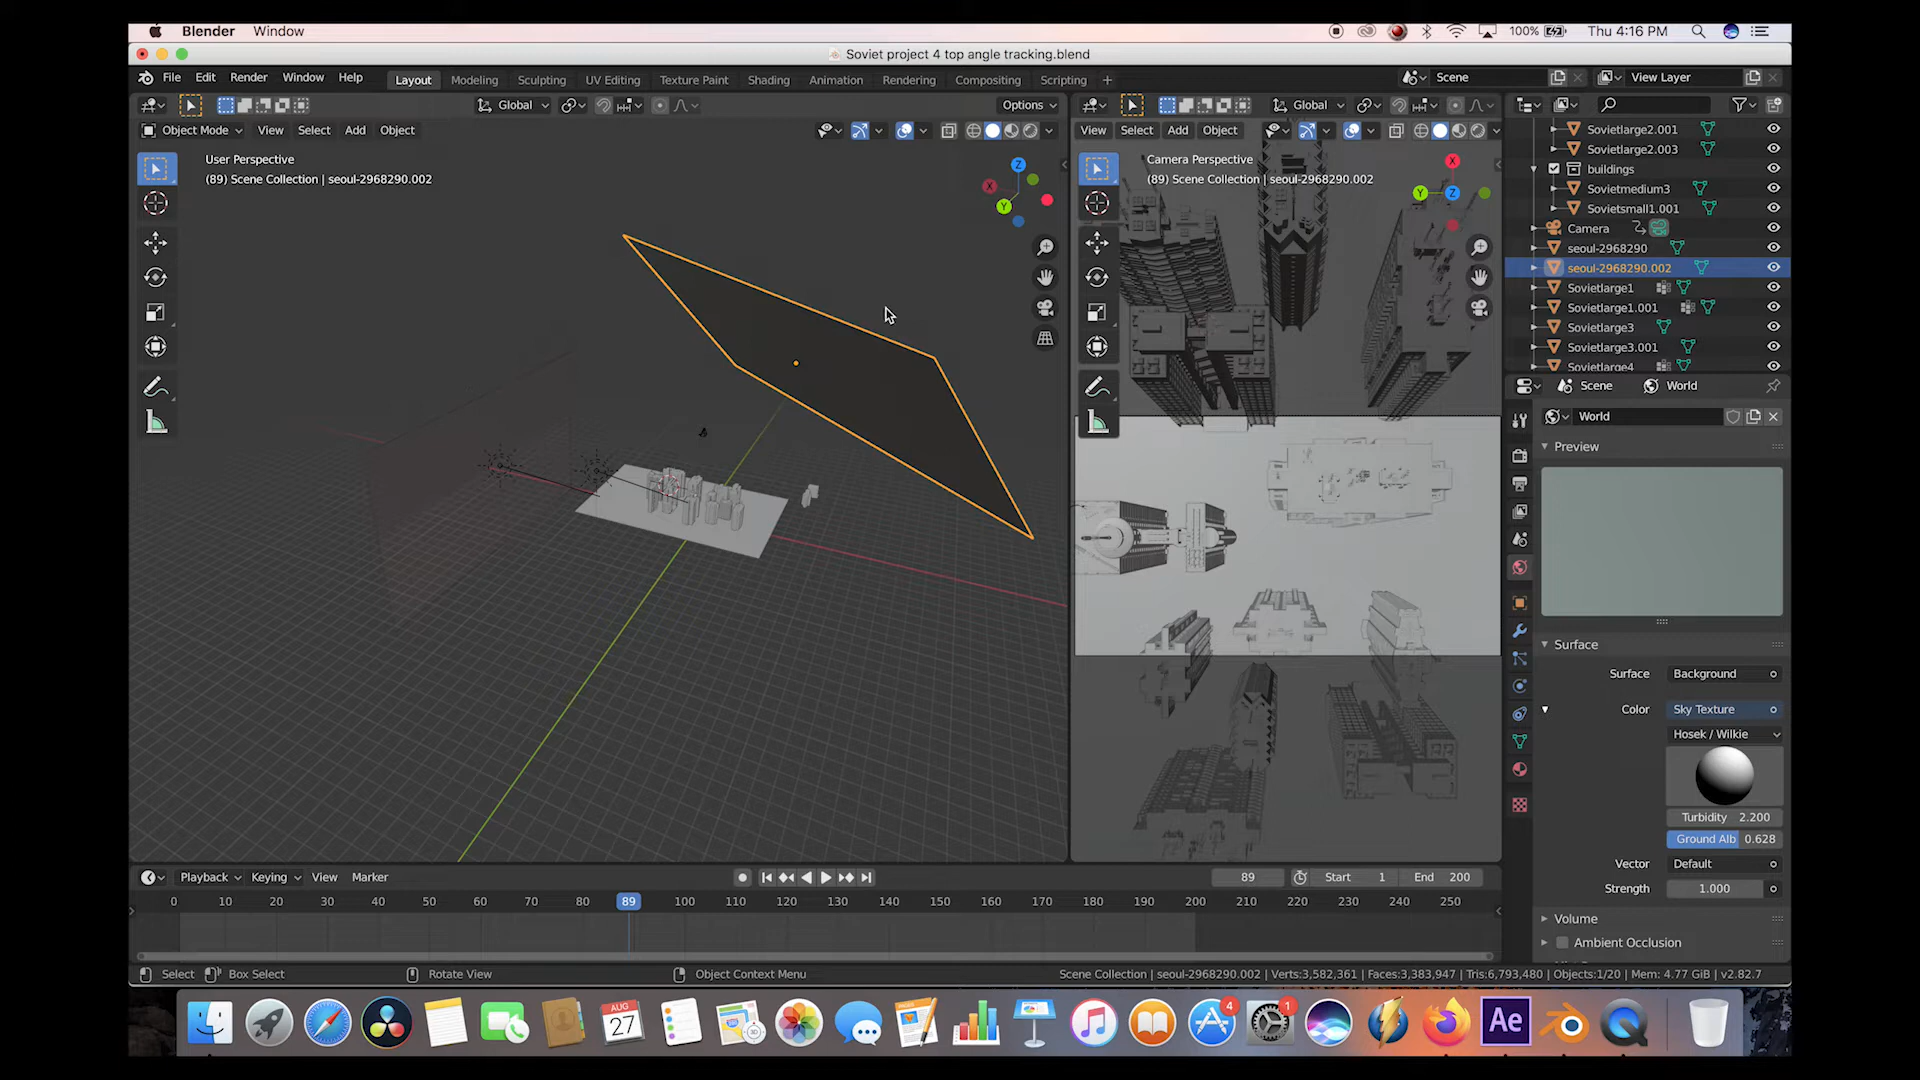 Blender Window 100% Thu 4:16 PM
Soviet project 4 top angle tracking.blend
File Edit Render Window Help Layout Modeling Sculpting UV Editing Texture Paint Shading Animation Rendering Compositing Scripting + Scene View Layer
Global Options Global
Object Mode View Select Add Object View Select Add Object
User Perspective
(89) Scene Collection | seoul-2968290.002
X
Y
Z
Camera Perspective
(89) Scene Collection | seoul-2968290.002
X
Y
Z
Sovietlarge2.001
Sovietlarge2.003
buildings
Sovietmedium3
Sovietsmall1.001
Camera
seoul-2968290
seoul-2968290.002
Sovietlarge1
Sovietlarge1.001
Sovietlarge3
Sovietlarge3.001
Sovietlarge4
Scene World
World
Preview
Surface
Surface Background
Color Sky Texture
Hosek / Wilkie
Turbidity 2.200
Ground Alb 0.628
Vector Default
Strength 1.000
Volume
Ambient Occlusion
Playback Keying View Marker 89 Start 1 End 200
0 10 20 30 40 50 60 70 80 89 100 110 120 130 140 150 160 170 180 190 200 210 220 230 240 250
Select Box Select Rotate View Object Context Menu Scene Collection | seoul-2968290.002 | Verts:3,582,361 | Faces:3,383,947 | Tris:6,793,480 | Objects:1/20 | Mem: 4.77 GiB | v2.82.7
AUG
27
4
1
Ae